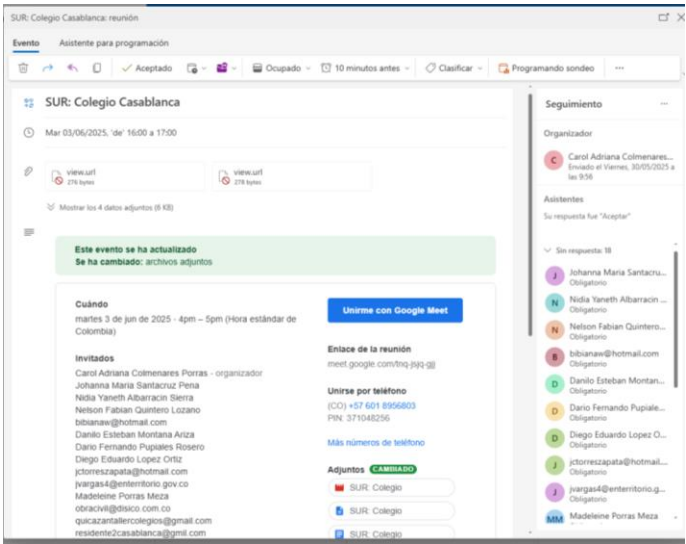 SUR: Colegio Casablanca: reunión
Evento Asistente para programación
Aceptado Ocupado 10 minutos antes Clasificar Programando sondeo ...
SUR: Colegio Casablanca
Mar 03/06/2025, 'de' 16:00 a 17:00
view.url
276 bytes
view.url
278 bytes
Mostrar los 4 datos adjuntos (6 KB)
Este evento se ha actualizado
Se ha cambiado: archivos adjuntos
Cuándo
martes 3 de jun de 2025 · 4pm – 5pm (Hora estándar de
Colombia)
Invitados
Carol Adriana Colmenares Porras - organizador
Johanna Maria Santacruz Pena
Nidia Yaneth Albarracin Sierra
Nelson Fabian Quintero Lozano
bibianaw@hotmail.com
Danilo Esteban Montana Ariza
Dario Fernando Pupiales Rosero
Diego Eduardo Lopez Ortiz
jctorreszapata@hotmail.com
jvargas4@enterritorio.gov.co
Madeleine Porras Meza
obracivil@disico.com.co
quicazantallercolegios@gmail.com
residente2casablanca@gmil.com
Unirme con Google Meet
Enlace de la reunión
meet.google.com/tnq-jsjq-gjj
Unirse por teléfono
(CO) +57 601 8956803
PIN: 371048256
Más números de teléfono
Adjuntos CAMBIADO
SUR: Colegio
SUR: Colegio
SUR: Colegio
Seguimiento ...
Organizador
C Carol Adriana Colmenares...
Enviado el Viernes, 30/05/2025 a
las 9:56
Asistentes
Su respuesta fue "Aceptar"
Sin respuesta: 18
J Johanna Maria Santacru...
Obligatorio
N Nidia Yaneth Albarracin ...
Obligatorio
N Nelson Fabian Quintero...
Obligatorio
B bibianaw@hotmail.com
Obligatorio
D Danilo Esteban Montan...
Obligatorio
D Dario Fernando Pupiale...
Obligatorio
D Diego Eduardo Lopez O...
Obligatorio
J jctorreszapata@hotmail....
Obligatorio
J jvargas4@enterritorio.g...
Obligatorio
MM Madeleine Porras Meza
Obligatorio